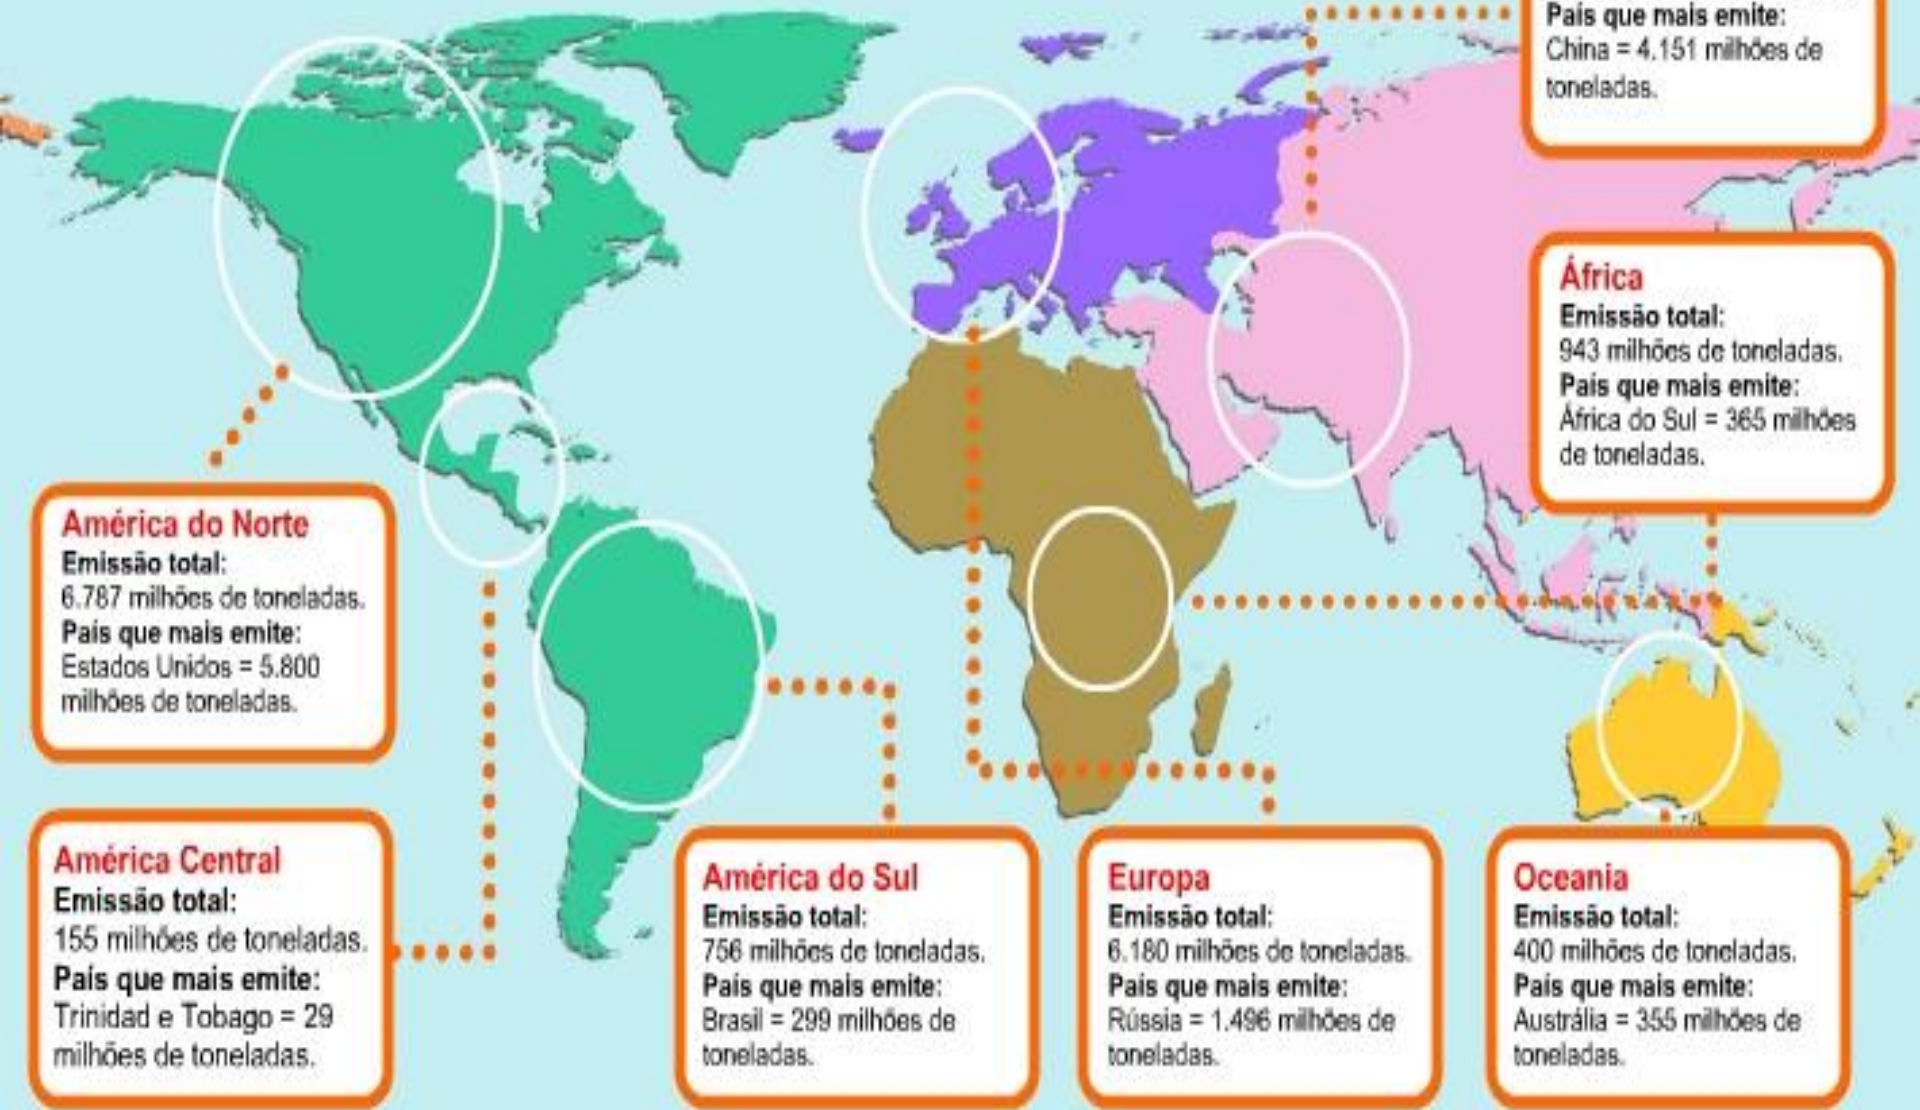 País que mais emite:
China = 4.151 milhões de
toneladas.
África
Emissão total:
943 milhões de toneladas.
País que mais emite:
África do Sul = 365 milhões
de toneladas.
América do Norte
Emissão total:
6.787 milhões de toneladas.
País que mais emite:
Estados Unidos = 5.800
milhões de toneladas.
América Central
Emissão total:
155 milhões de toneladas.
País que mais emite:
Trinidad e Tobago = 29
milhões de toneladas.
América do Sul
Emissão total:
756 milhões de toneladas.
País que mais emite:
Brasil = 299 milhões de
toneladas.
Europa
Emissão total:
6.180 milhões de toneladas.
País que mais emite:
Rússia = 1.496 milhões de
toneladas.
Oceania
Emissão total:
400 milhões de toneladas.
País que mais emite:
Austrália = 355 milhões de
toneladas.